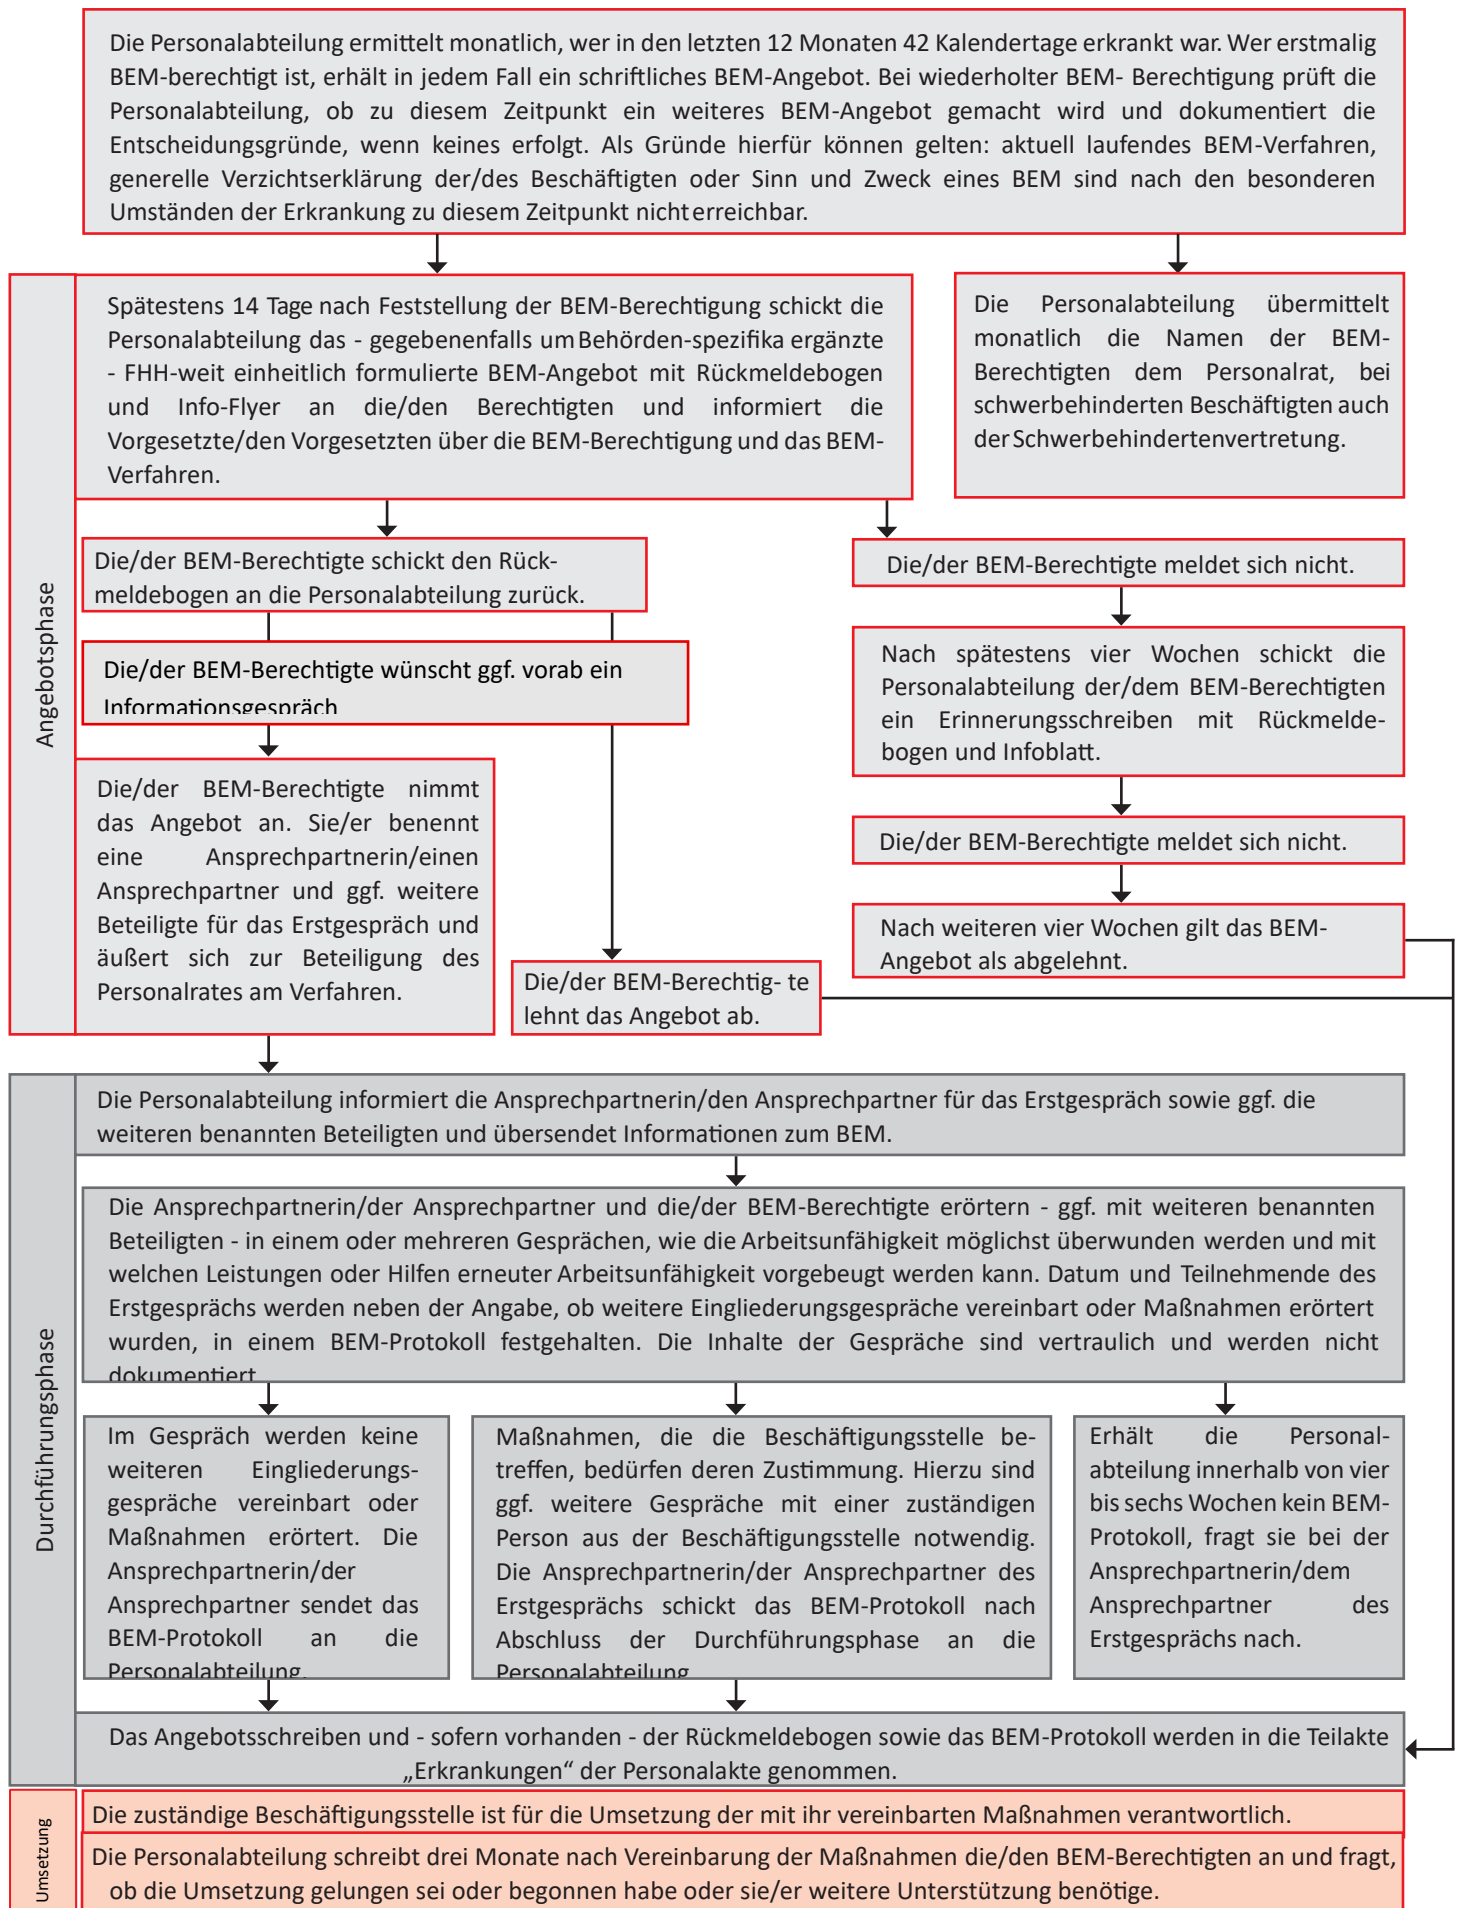 Die Personalabteilung ermittelt monatlich, wer in den letzten 12 Monaten 42 Kalendertage erkrankt war. Wer erstmalig
BEM-berechtigt ist, erhält in jedem Fall ein schriftliches BEM-Angebot. Bei wiederholter BEM- Berechtigung prüft die
Personalabteilung, ob zu diesem Zeitpunkt ein weiteres BEM-Angebot gemacht wird und dokumentiert die
Entscheidungsgründe, wenn keines erfolgt. Als Gründe hierfür können gelten: aktuell laufendes BEM-Verfahren,
generelle Verzichtserklärung der/des Beschäftigten oder Sinn und Zweck eines BEM sind nach den besonderen
Umständen der Erkrankung zu diesem Zeitpunkt nicht erreichbar.
Angebotsphase
Spätestens 14 Tage nach Feststellung der BEM-Berechtigung schickt die
Personalabteilung das - gegebenenfalls um Behörden-spezifika ergänzte
- FHH-weit einheitlich formulierte BEM-Angebot mit Rückmeldebogen
und Info-Flyer an die/den Berechtigten und informiert die
Vorgesetzte/den Vorgesetzten über die BEM-Berechtigung und das BEM-
Verfahren.
Die Personalabteilung übermittelt
monatlich die Namen der BEM-
Berechtigten dem Personalrat, bei
schwerbehinderten Beschäftigten auch
der Schwerbehindertenvertretung.
Die/der BEM-Berechtigte schickt den Rück-
meldebogen an die Personalabteilung zurück.
Die/der BEM-Berechtigte wünscht ggf. vorab ein
Informationsgespräch
Die/der BEM-Berechtigte nimmt
das Angebot an. Sie/er benennt
eine Ansprechpartnerin/einen
Ansprechpartner und ggf. weitere
Beteiligte für das Erstgespräch und
äußert sich zur Beteiligung des
Personalrates am Verfahren.
Die/der BEM-Berechtig- te
lehnt das Angebot ab.
Die/der BEM-Berechtigte meldet sich nicht.
Nach spätestens vier Wochen schickt die
Personalabteilung der/dem BEM-Berechtigten
ein Erinnerungsschreiben mit Rückmelde-
bogen und Infoblatt.
Die/der BEM-Berechtigte meldet sich nicht.
Nach weiteren vier Wochen gilt das BEM-
Angebot als abgelehnt.
Durchführungsphase
Die Personalabteilung informiert die Ansprechpartnerin/den Ansprechpartner für das Erstgespräch sowie ggf. die
weiteren benannten Beteiligten und übersendet Informationen zum BEM.
Die Ansprechpartnerin/der Ansprechpartner und die/der BEM-Berechtigte erörtern - ggf. mit weiteren benannten
Beteiligten - in einem oder mehreren Gesprächen, wie die Arbeitsunfähigkeit möglichst überwunden werden und mit
welchen Leistungen oder Hilfen erneuter Arbeitsunfähigkeit vorgebeugt werden kann. Datum und Teilnehmende des
Erstgesprächs werden neben der Angabe, ob weitere Eingliederungsgespräche vereinbart oder Maßnahmen erörtert
wurden, in einem BEM-Protokoll festgehalten. Die Inhalte der Gespräche sind vertraulich und werden nicht
dokumentiert
Im Gespräch werden keine
weiteren Eingliederungs-
gespräche vereinbart oder
Maßnahmen erörtert. Die
Ansprechpartnerin/der
Ansprechpartner sendet das
BEM-Protokoll an die
Personalabteilung.
Maßnahmen, die die Beschäftigungsstelle be-
treffen, bedürfen deren Zustimmung. Hierzu sind
ggf. weitere Gespräche mit einer zuständigen
Person aus der Beschäftigungsstelle notwendig.
Die Ansprechpartnerin/der Ansprechpartner des
Erstgesprächs schickt das BEM-Protokoll nach
Abschluss der Durchführungsphase an die
Personalabteilung
Erhält die Personal-
abteilung innerhalb von vier
bis sechs Wochen kein BEM-
Protokoll, fragt sie bei der
Ansprechpartnerin/dem
Ansprechpartner des
Erstgesprächs nach.
Das Angebotsschreiben und - sofern vorhanden - der Rückmeldebogen sowie das BEM-Protokoll werden in die Teilakte
„Erkrankungen“ der Personalakte genommen.
Umsetzung
Die zuständige Beschäftigungsstelle ist für die Umsetzung der mit ihr vereinbarten Maßnahmen verantwortlich.
Die Personalabteilung schreibt drei Monate nach Vereinbarung der Maßnahmen die/den BEM-Berechtigten an und fragt,
ob die Umsetzung gelungen sei oder begonnen habe oder sie/er weitere Unterstützung benötige.